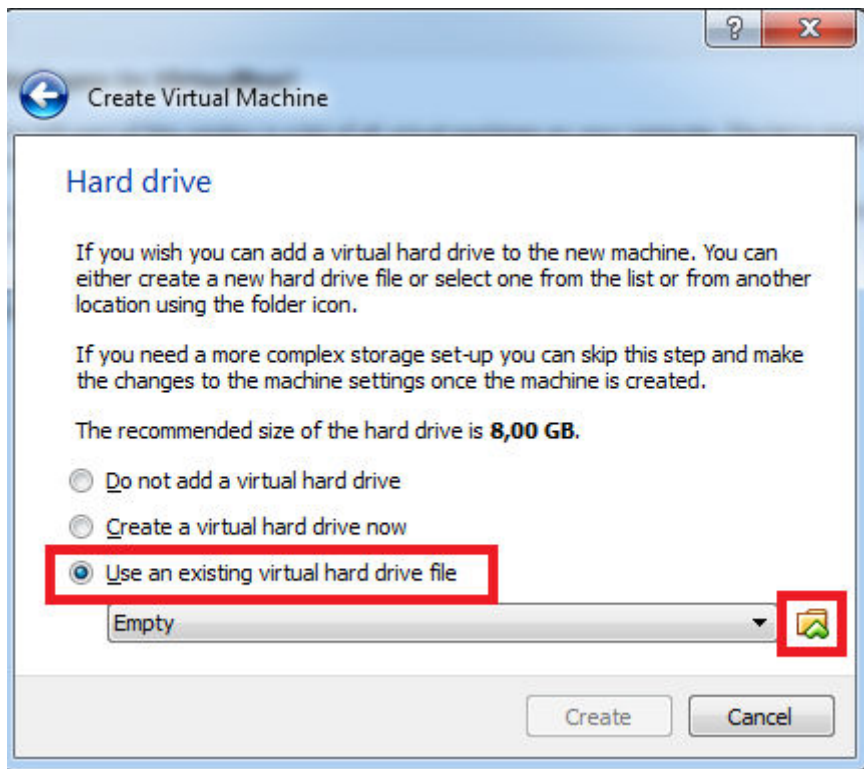 Create Virtual Machine
Hard drive
If you wish you can add a virtual hard drive to the new machine. You can
either create a new hard drive file or select one from the list or from another
location using the folder icon.
If you need a more complex storage set-up you can skip this step and make
the changes to the machine settings once the machine is created.
The recommended size of the hard drive is 8,00 GB.
Do not add a virtual hard drive
Create a virtual hard drive now
Use an existing virtual hard drive file
Empty
Create Cancel